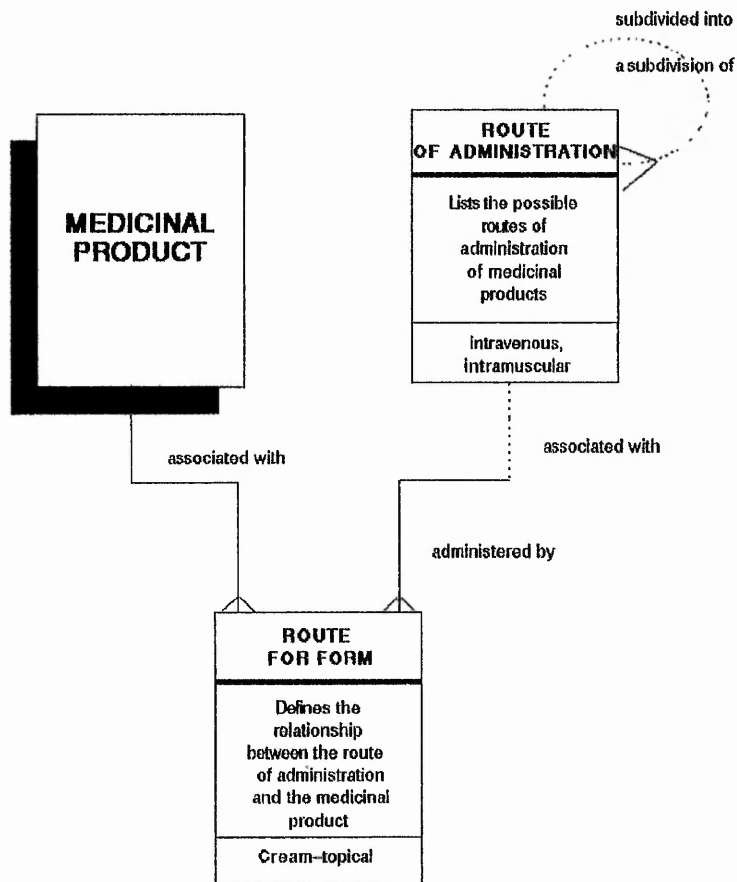 subdivided into
a subdivision of
MEDICINAL
PRODUCT
ROUTE
OF ADMINISTRATION
Lists the possible
routes of
administration
of medicinal
products
intravenous,
intramuscular
associated with
associated with
administered by
ROUTE
FOR FORM
Defines the
relationship
between the route
of administration
and the medicinal
product
Cream-topical